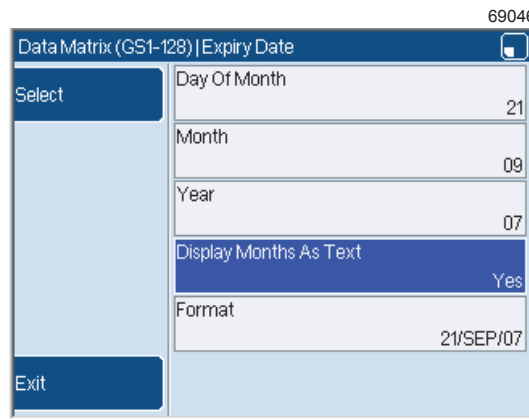 69046
Data Matrix (GS1-128) | Expiry Date
Select
Day Of Month
21
Month
09
Year
07
Display Months As Text
Yes
Format
21/SEP/07
Exit